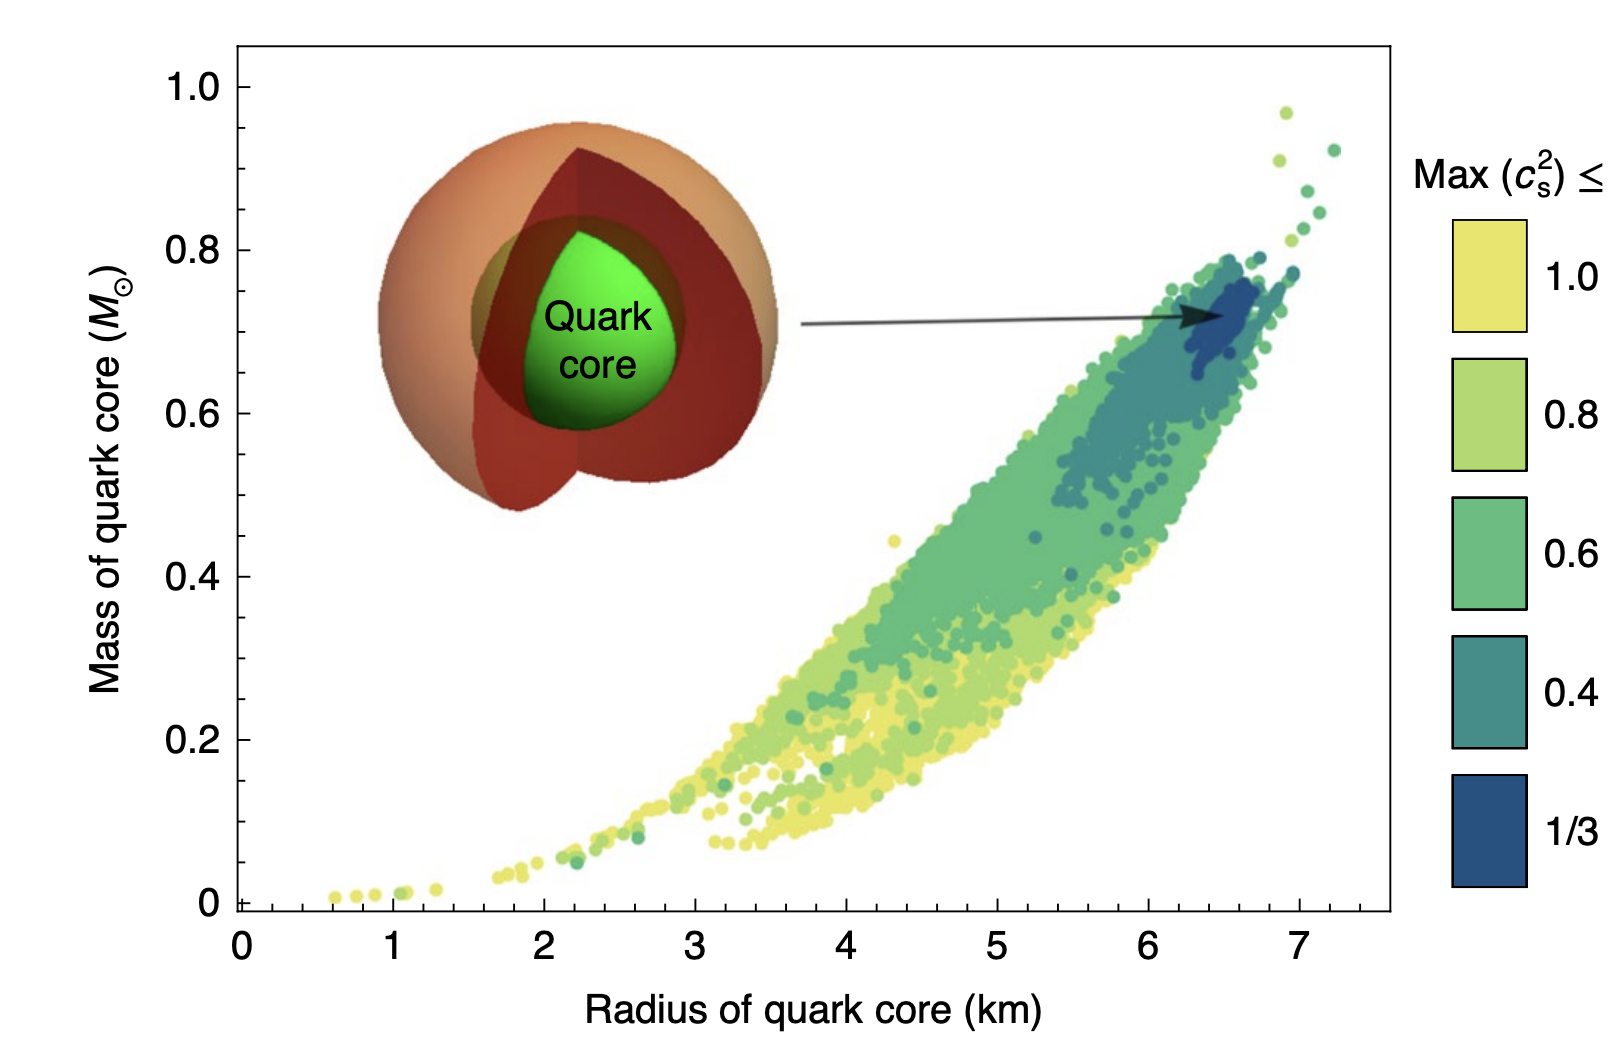 1.0
0.8
0.6
0.4
0.2
0
Mass of quark core (M⊙)
Quark
core
0 1 2 3 4 5 6 7
Radius of quark core (km)
Max (c_s^2) ≤
1.0
0.8
0.6
0.4
1/3